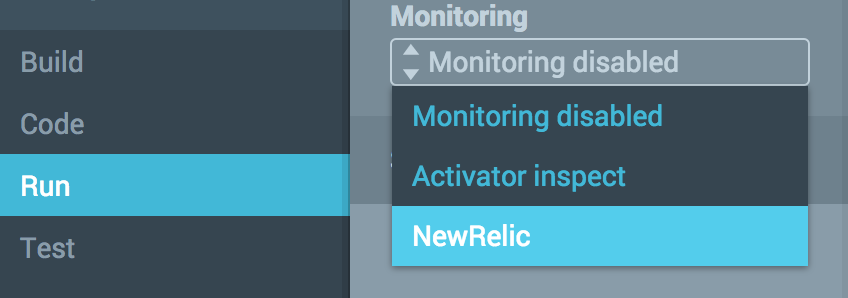 Build
Code
Run
Test
Monitoring
Monitoring disabled
Monitoring disabled
Activator inspect
NewRelic